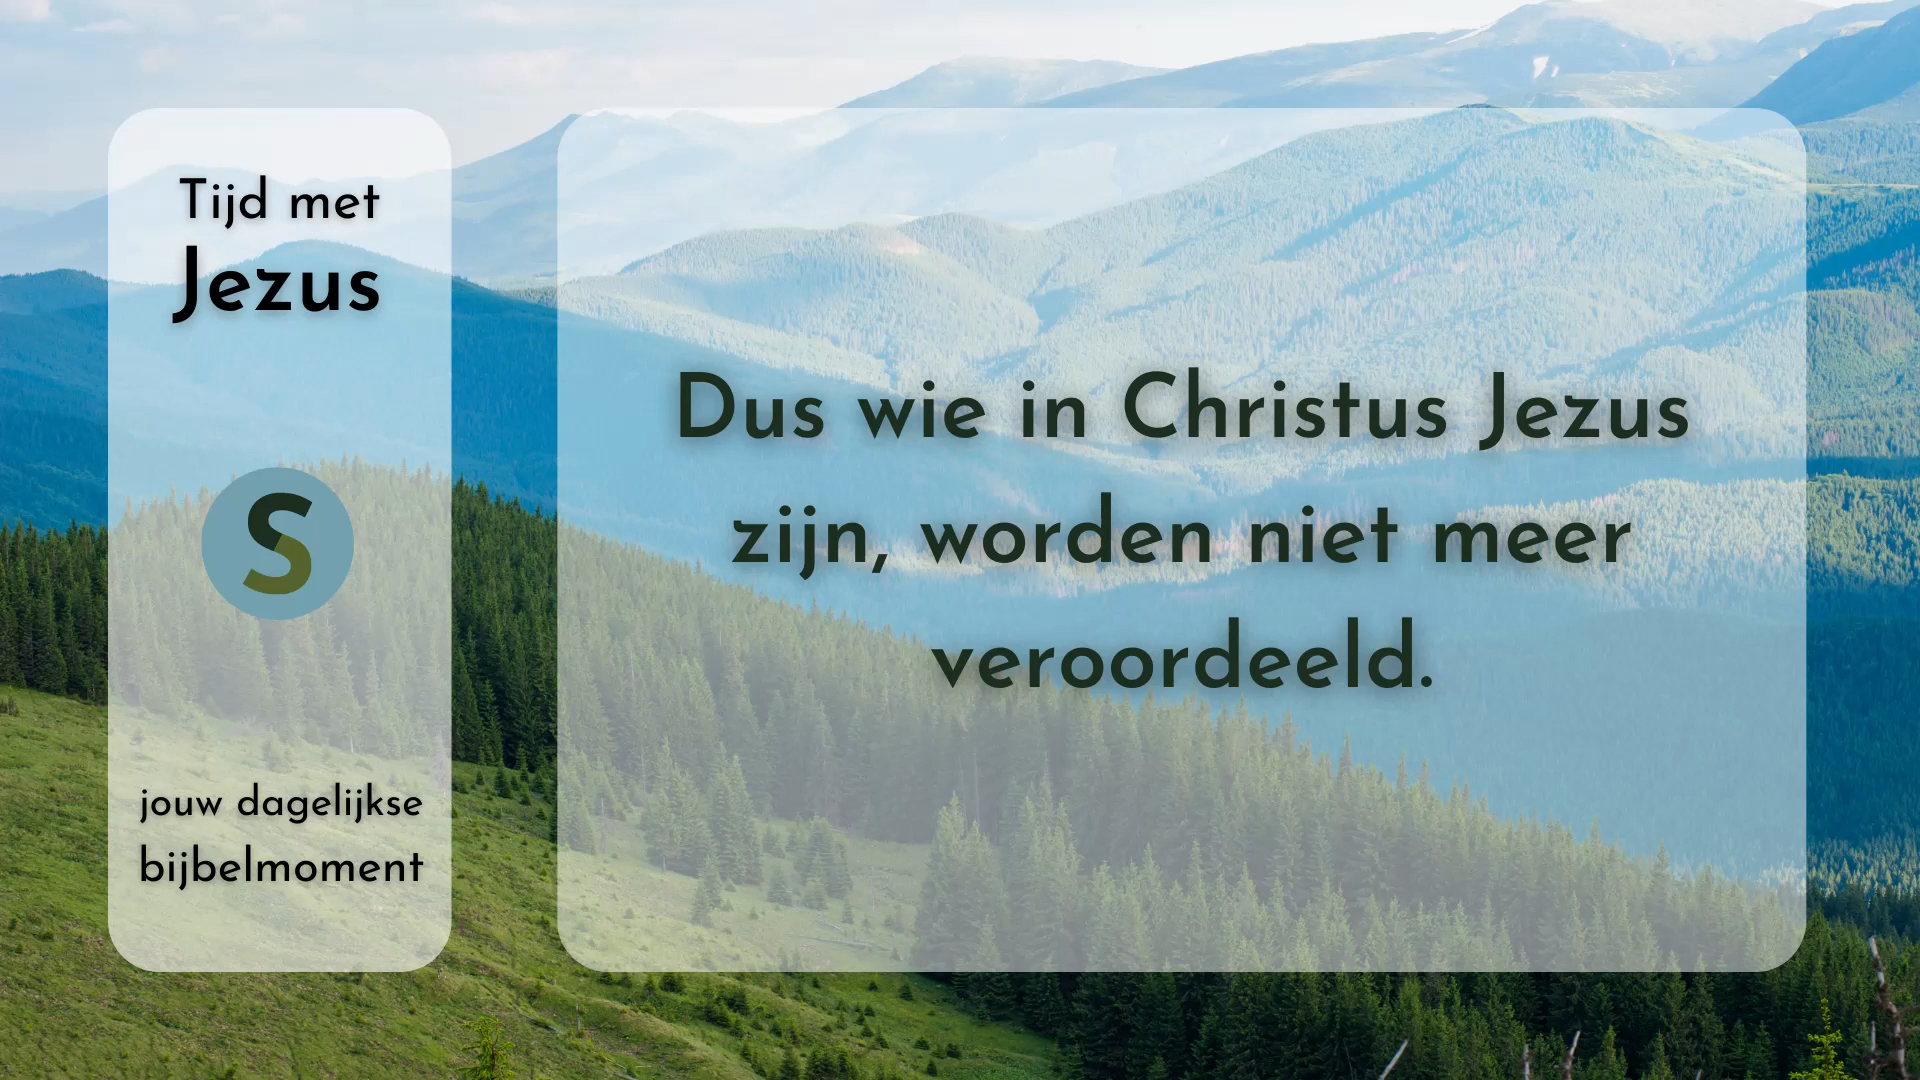 Tijd met
Jezus
S
jouw dagelijkse
bijbelmoment
Dus wie in Christus Jezus
zijn, worden niet meer
veroordeeld.